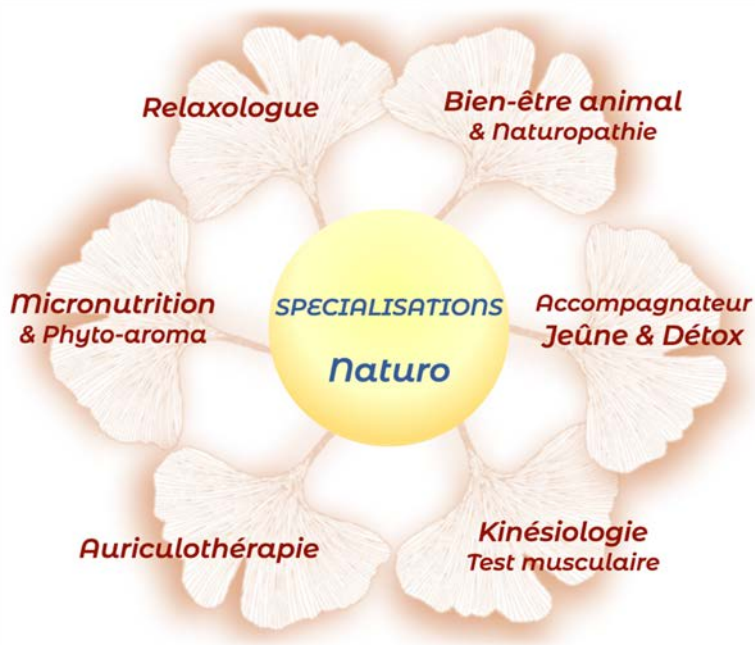 Relaxologue
Bien-être animal
& Naturopathie
Micronutrition
& Phyto-aroma
SPECIALISATIONS
Naturo
Accompagnateur
Jeûne & Détox
Auriculothérapie
Kinésiologie
Test musculaire